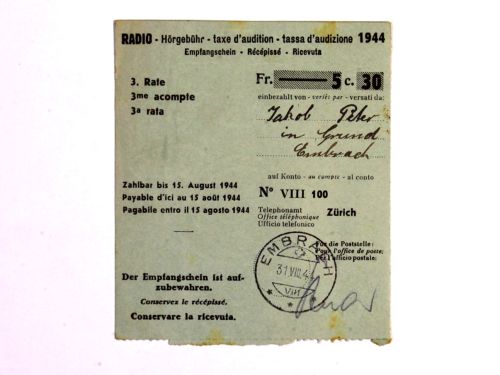 RADIO - Hörgebühr - taxe d'audition - tassa d'audizione 1944
Empfangschein - Récépissé - Ricevuta
3. Rate
3me acompte
3a rata
Fr. 5 c. 30
einbezahlt von - versés par - versati da:
Jakob Peter
in Grund
Embrach
auf Konto - au compte - al conto
Nº VIII 100
Zahlbar bis 15. August 1944
Payable d'ici au 15 août 1944
Pagabile entro il 15 agosto 1944
Telephonamt
Office téléphonique
Ufficio telefonico
Zürich
Für die Poststelle:
Pour l'office de poste:
Per l'ufficio postale:
EMBRACH
31.VIII.44
VIII
Der Empfangschein ist auf-
zubewahren.
Conservez le récépissé.
Conservare la ricevuta.